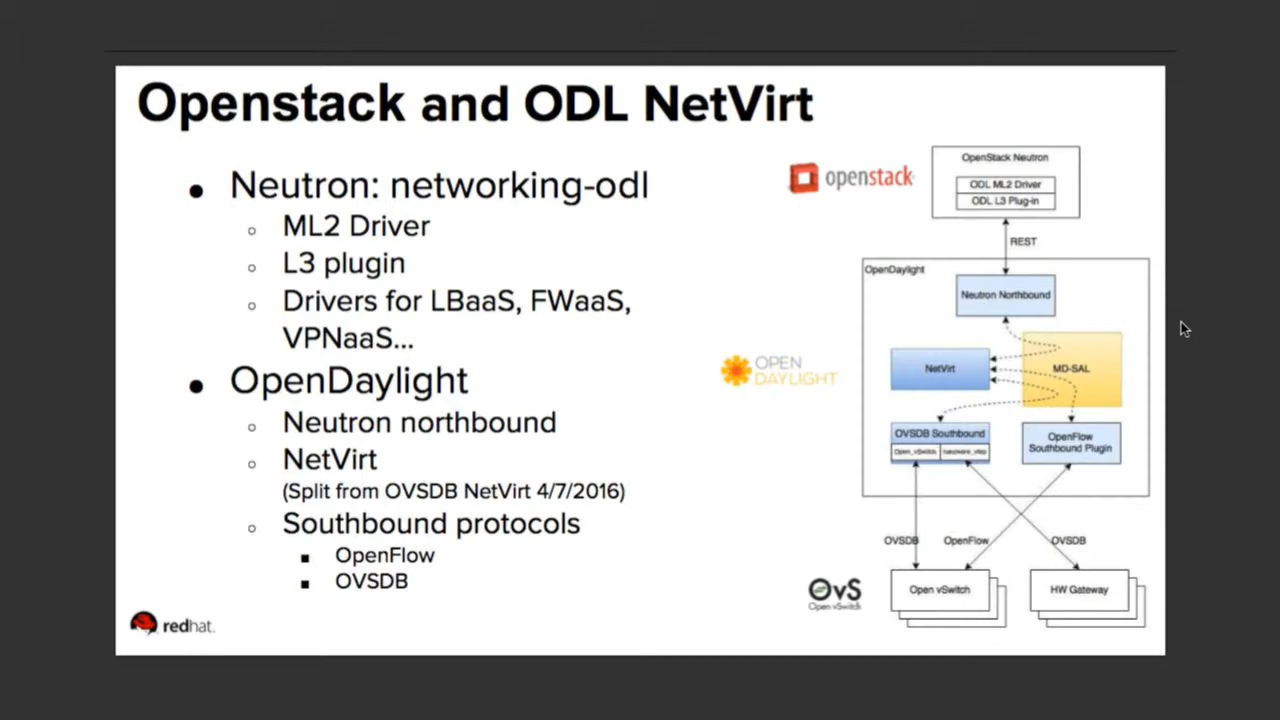 Openstack and ODL NetVirt
Neutron: networking-odl
ML2 Driver
L3 plugin
Drivers for LBaaS, FWaaS,
VPNaaS...
OpenDaylight
Neutron northbound
NetVirt
(Split from OVSDB NetVirt 4/7/2016)
Southbound protocols
OpenFlow
OVSDB
redhat.
openstack
OpenStack Neutron
ODL ML2 Driver
ODL L3 Plug-in
REST
OpenDaylight
Neutron Northbound
OPEN
DAYLIGHT
NetVirt
MD-SAL
OVSDB Southbound
Open_vSwitch
hardware_vtep
OpenFlow
Southbound Plugin
OVSDB
OpenFlow
OVSDB
OvS
Open vSwitch
Open vSwitch
HW Gateway